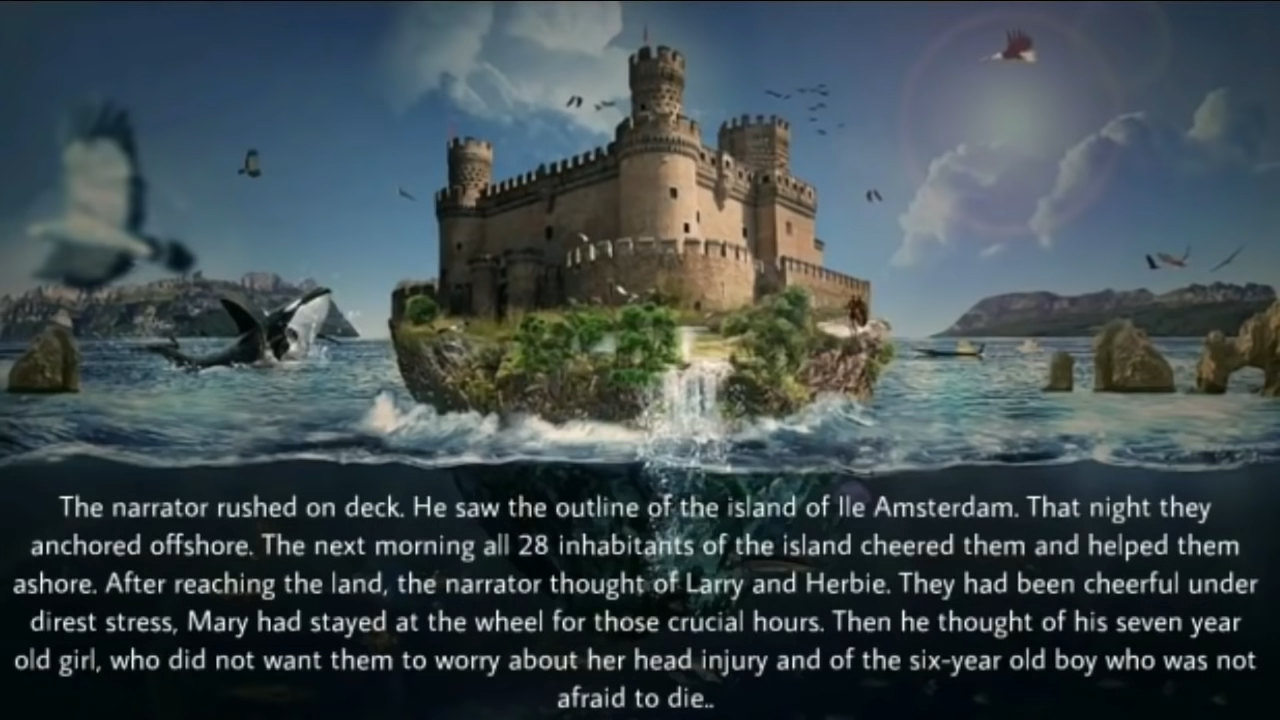 The narrator rushed on deck. He saw the outline of the island of Ile Amsterdam. That night they
anchored offshore. The next morning all 28 inhabitants of the island cheered them and helped them
ashore. After reaching the land, the narrator thought of Larry and Herbie. They had been cheerful under
direst stress, Mary had stayed at the wheel for those crucial hours. Then he thought of his seven year
old girl, who did not want them to worry about her head injury and of the six-year old boy who was not
afraid to die..